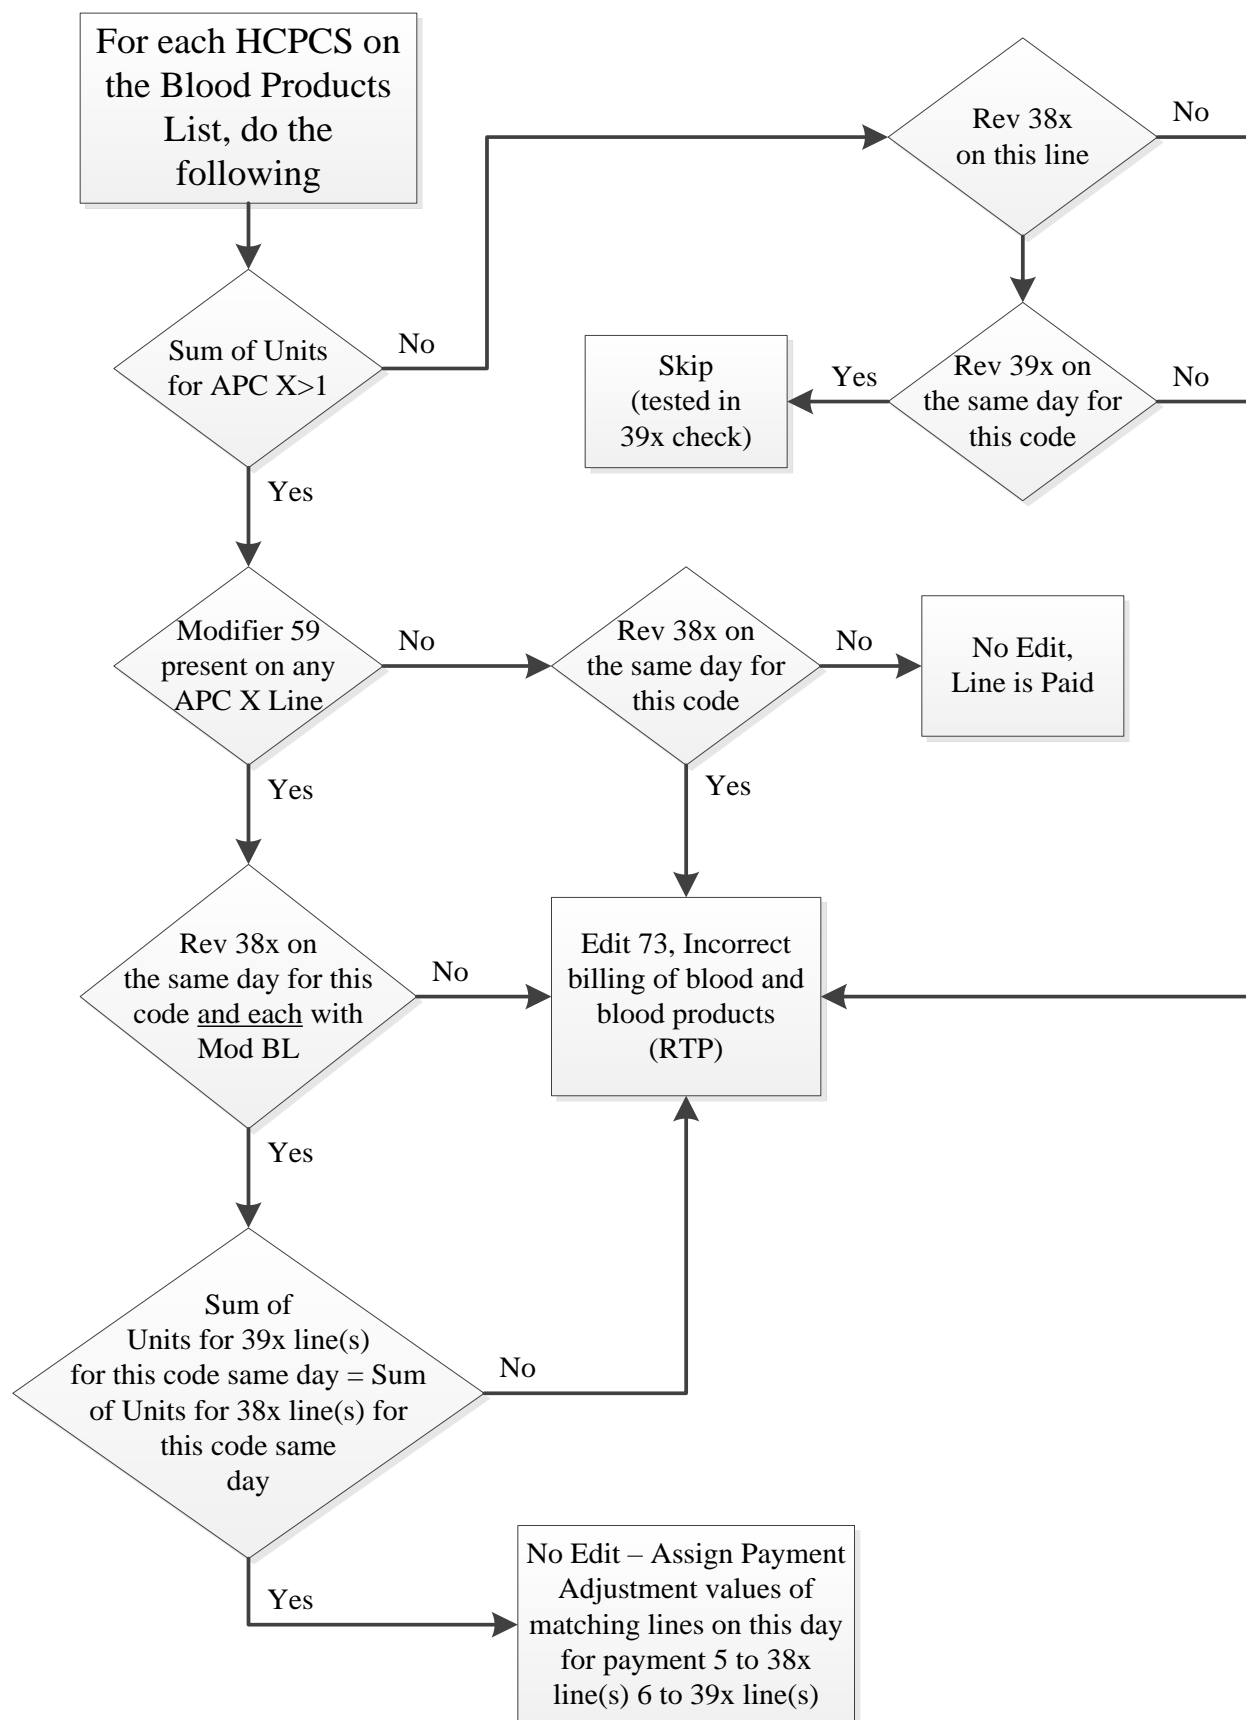 For each HCPCS on
the Blood Products
List, do the
following
Rev 38x
on this line
No
Sum of Units
for APC X>1
No
Yes
Skip
(tested in
39x check)
Yes
Rev 39x on
the same day for
this code
No
Modifier 59
present on any
APC X Line
No
Yes
Rev 38x on
the same day for
this code
No
Yes
No Edit,
Line is Paid
Rev 38x on
the same day for this
code and each with
Mod BL
No
Yes
Edit 73, Incorrect
billing of blood and
blood products
(RTP)
Sum of
Units for 39x line(s)
for this code same day = Sum
of Units for 38x line(s) for
this code same
day
No
Yes
No Edit – Assign Payment
Adjustment values of
matching lines on this day
for payment 5 to 38x
line(s) 6 to 39x line(s)